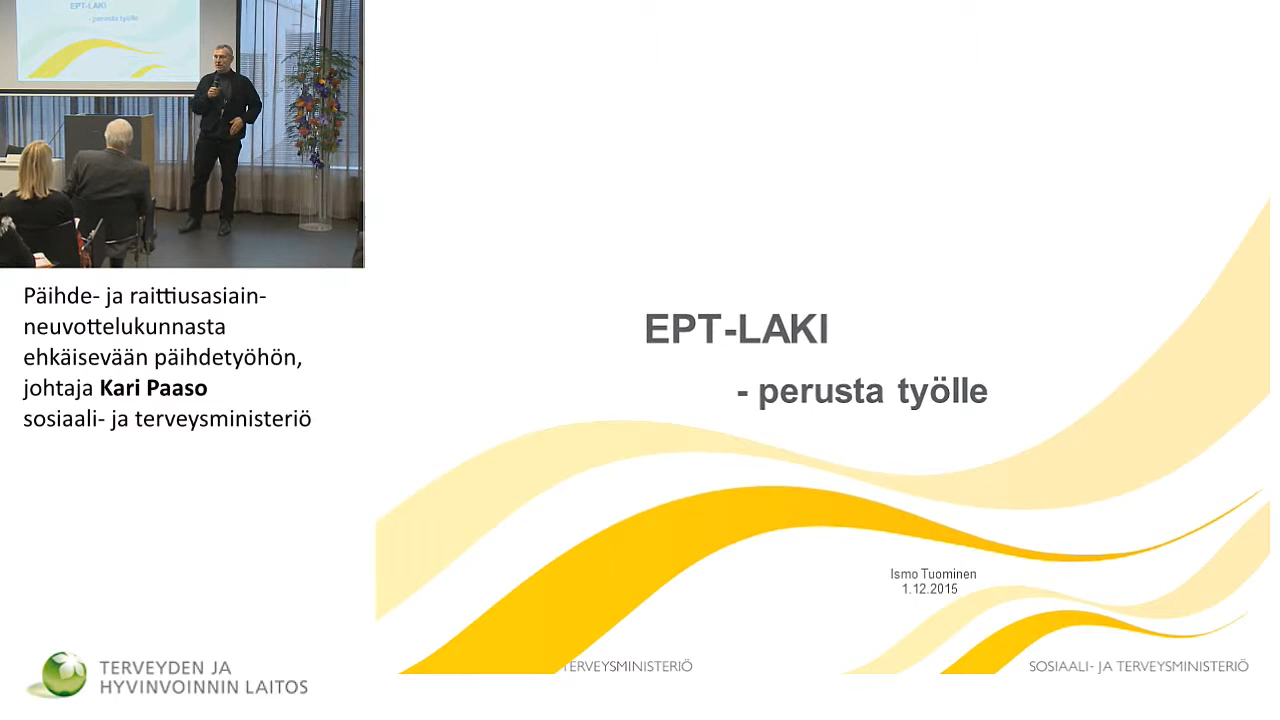 EPT-LAKI
- perusta työlle
Päihde- ja raittiusasiain-
neuvottelukunnasta
ehkäisevään päihdetyöhön,
johtaja Kari Paaso
sosiaali- ja terveysministeriö
TERVEYDEN JA
HYVINVOINNIN LAITOS
EPT-LAKI
- perusta työlle
Ismo Tuominen
1.12.2015
TERVEYSMINISTERIÖ
SOSIAALI- JA TERVEYSMINISTERIÖ